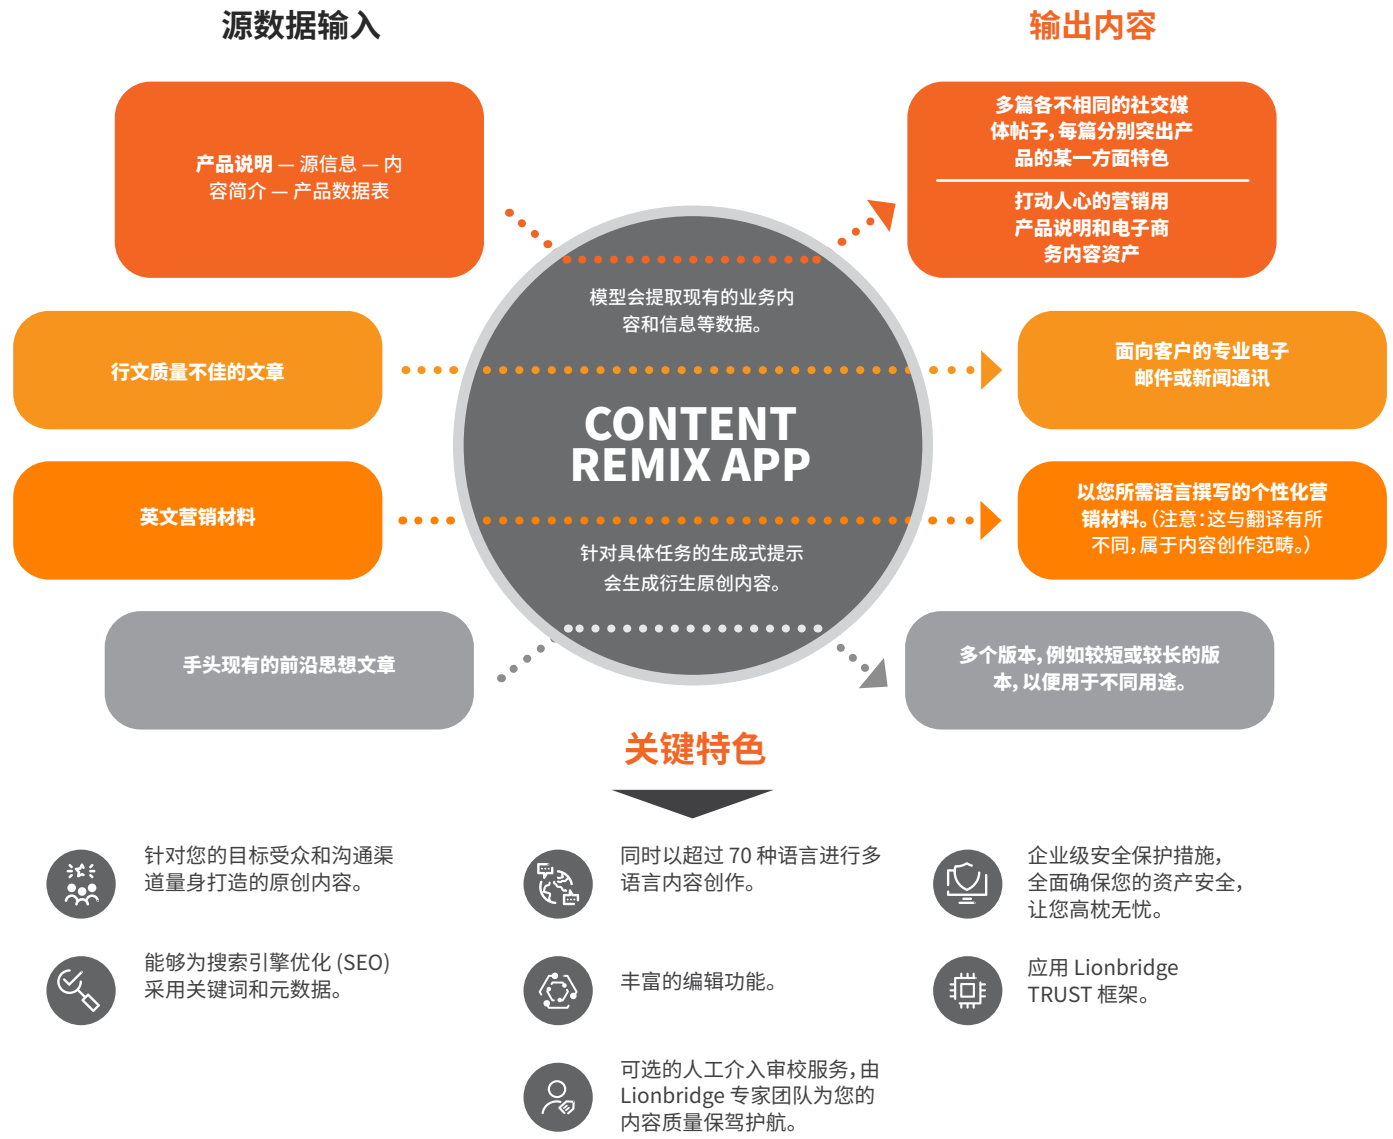 源数据输入
产品说明 — 源信息 — 内
容简介 — 产品数据表
行文质量不佳的文章
英文营销材料
手头现有的前沿思想文章
模型会提取现有的业务内
容和信息等数据。
CONTENT
REMIX APP
针对具体任务的生成式提示
会生成衍生原创内容。
输出内容
多篇各不相同的社交媒
体帖子，每篇分别突出产
品的某一方面特色
打动人心的营销用
产品说明和电子商
务内容资产
面向客户的专业电子
邮件或新闻通讯
以您所需语言撰写的个性化营
销材料。（注意：这与翻译有所
不同，属于内容创作范畴。）
多个版本，例如较短或较长的版
本，以便用于不同用途。
关键特色
针对您的目标受众和沟通渠
道量身打造的原创内容。
能够为搜索引擎优化 (SEO)
采用关键词和元数据。
同时以超过 70 种语言进行多
语言内容创作。
丰富的编辑功能。
可选的人工介入审校服务，由
Lionbridge 专家团队为您的
内容质量保驾护航。
企业级安全保护措施，
全面确保您的资产安全，
让您高枕无忧。
应用 Lionbridge
TRUST 框架。